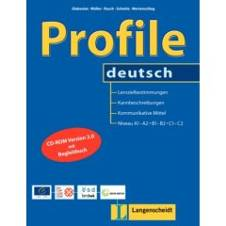 Glaboniat · Müller · Rusch · Schmitz · Wertenschlag
Profile
deutsch
- Lernzielbestimmungen
- Kannbeschreibungen
- Kommunikative Mittel
- Niveau A1 · A2 · B1 · B2 · C1 · C2
CD-ROM Version 2.0
mit
Begleitbuch
Langenscheidt